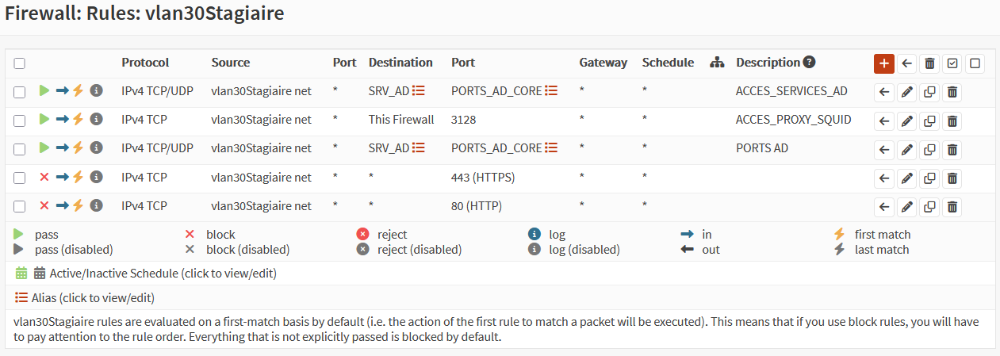 Firewall: Rules: vlan30Stagiaire
Protocol Source Port Destination Port Gateway Schedule Description
IPv4 TCP/UDP vlan30Stagiaire net * SRV_AD PORTS_AD_CORE * * ACCES_SERVICES_AD
IPv4 TCP vlan30Stagiaire net * This Firewall 3128 * * ACCES_PROXY_SQUID
IPv4 TCP/UDP vlan30Stagiaire net * SRV_AD PORTS_AD_CORE * * PORTS AD
IPv4 TCP vlan30Stagiaire net * * 443 (HTTPS) * *
IPv4 TCP vlan30Stagiaire net * * 80 (HTTP) * *
pass block reject log in first match
pass (disabled) block (disabled) reject (disabled) log (disabled) out last match
Active/Inactive Schedule (click to view/edit)
Alias (click to view/edit)
vlan30Stagiaire rules are evaluated on a first-match basis by default (i.e. the action of the first rule to match a packet will be executed). This means that if you use block rules, you will have
to pay attention to the rule order. Everything that is not explicitly passed is blocked by default.